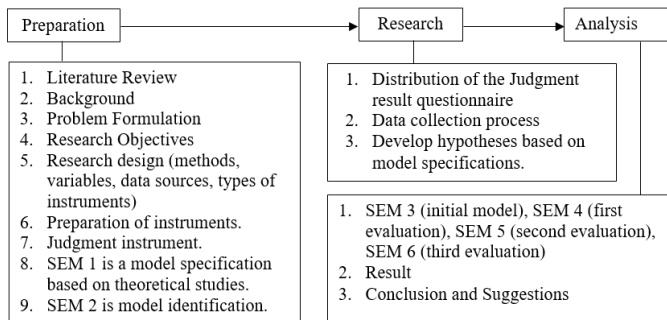 Preparation
Research
Analysis
1. Literature Review
2. Background
3. Problem Formulation
4. Research Objectives
5. Research design (methods,
variables, data sources, types of
instruments)
6. Preparation of instruments.
7. Judgment instrument.
8. SEM 1 is a model specification
based on theoretical studies.
9. SEM 2 is model identification.
1. Distribution of the Judgment
result questionnaire
2. Data collection process
3. Develop hypotheses based on
model specifications.
1. SEM 3 (initial model), SEM 4 (first
evaluation), SEM 5 (second evaluation),
SEM 6 (third evaluation)
2. Result
3. Conclusion and Suggestions